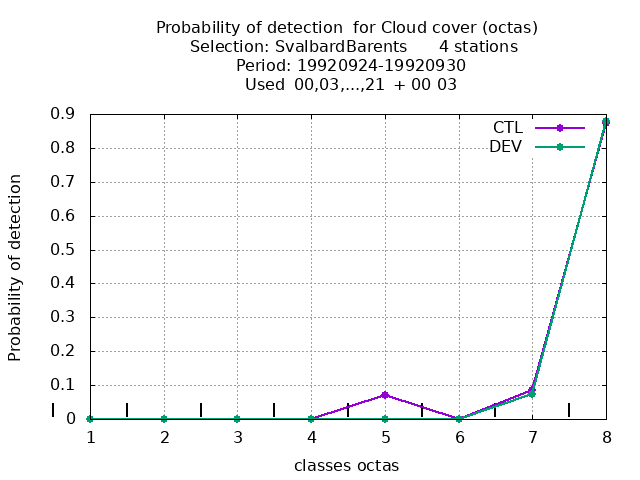 Probability of detection  for Cloud cover (octas)
Selection: SvalbardBarents      4 stations
Period: 19920924-19920930
Used  00,03,...,21  + 00 03
CTL
DEV
0.9
0.8
0.7
0.6
0.5
0.4
0.3
0.2
0.1
0
Probability of detection
1 2 3 4 5 6 7 8
classes octas